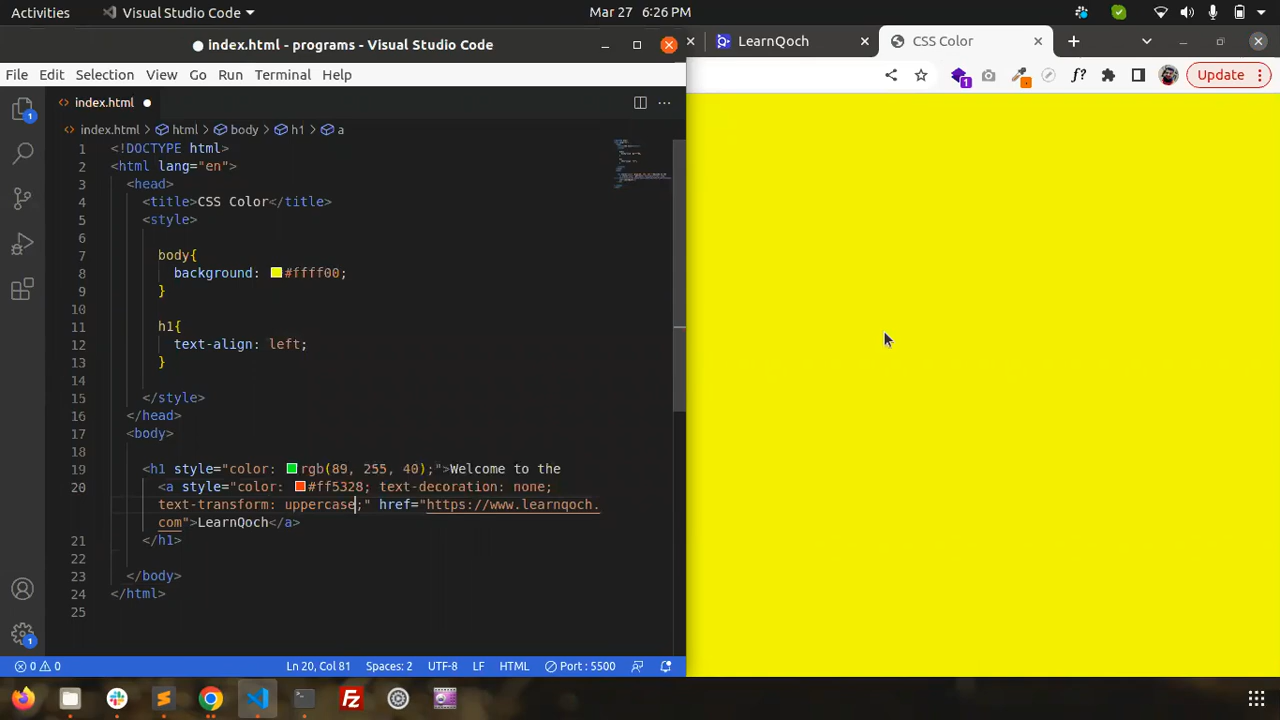 Activities
Visual Studio Code
Mar 27 6:26 PM
index.html - programs - Visual Studio Code
LearnQoch
CSS Color
File Edit Selection View Go Run Terminal Help
f?
Update
index.html
index.html > html > body > h1 > a
1 <!DOCTYPE html>
2 <html lang="en">
3 <head>
4 <title>CSS Color</title>
5 <style>
6
7 body{
8 background: #ffff00;
9 }
10
11 h1{
12 text-align: left;
13 }
14
15 </style>
16 </head>
17 <body>
18
19 <h1 style="color: rgb(89, 255, 40);">Welcome to the
20 <a style="color: #ff5328; text-decoration: none;
text-transform: uppercase;" href="https://www.learnqoch.
com">LearnQoch</a>
21 </h1>
22
23 </body>
24 </html>
25
1
1
1
0 0
Ln 20, Col 81
Spaces: 2
UTF-8
LF
HTML
Port : 5500